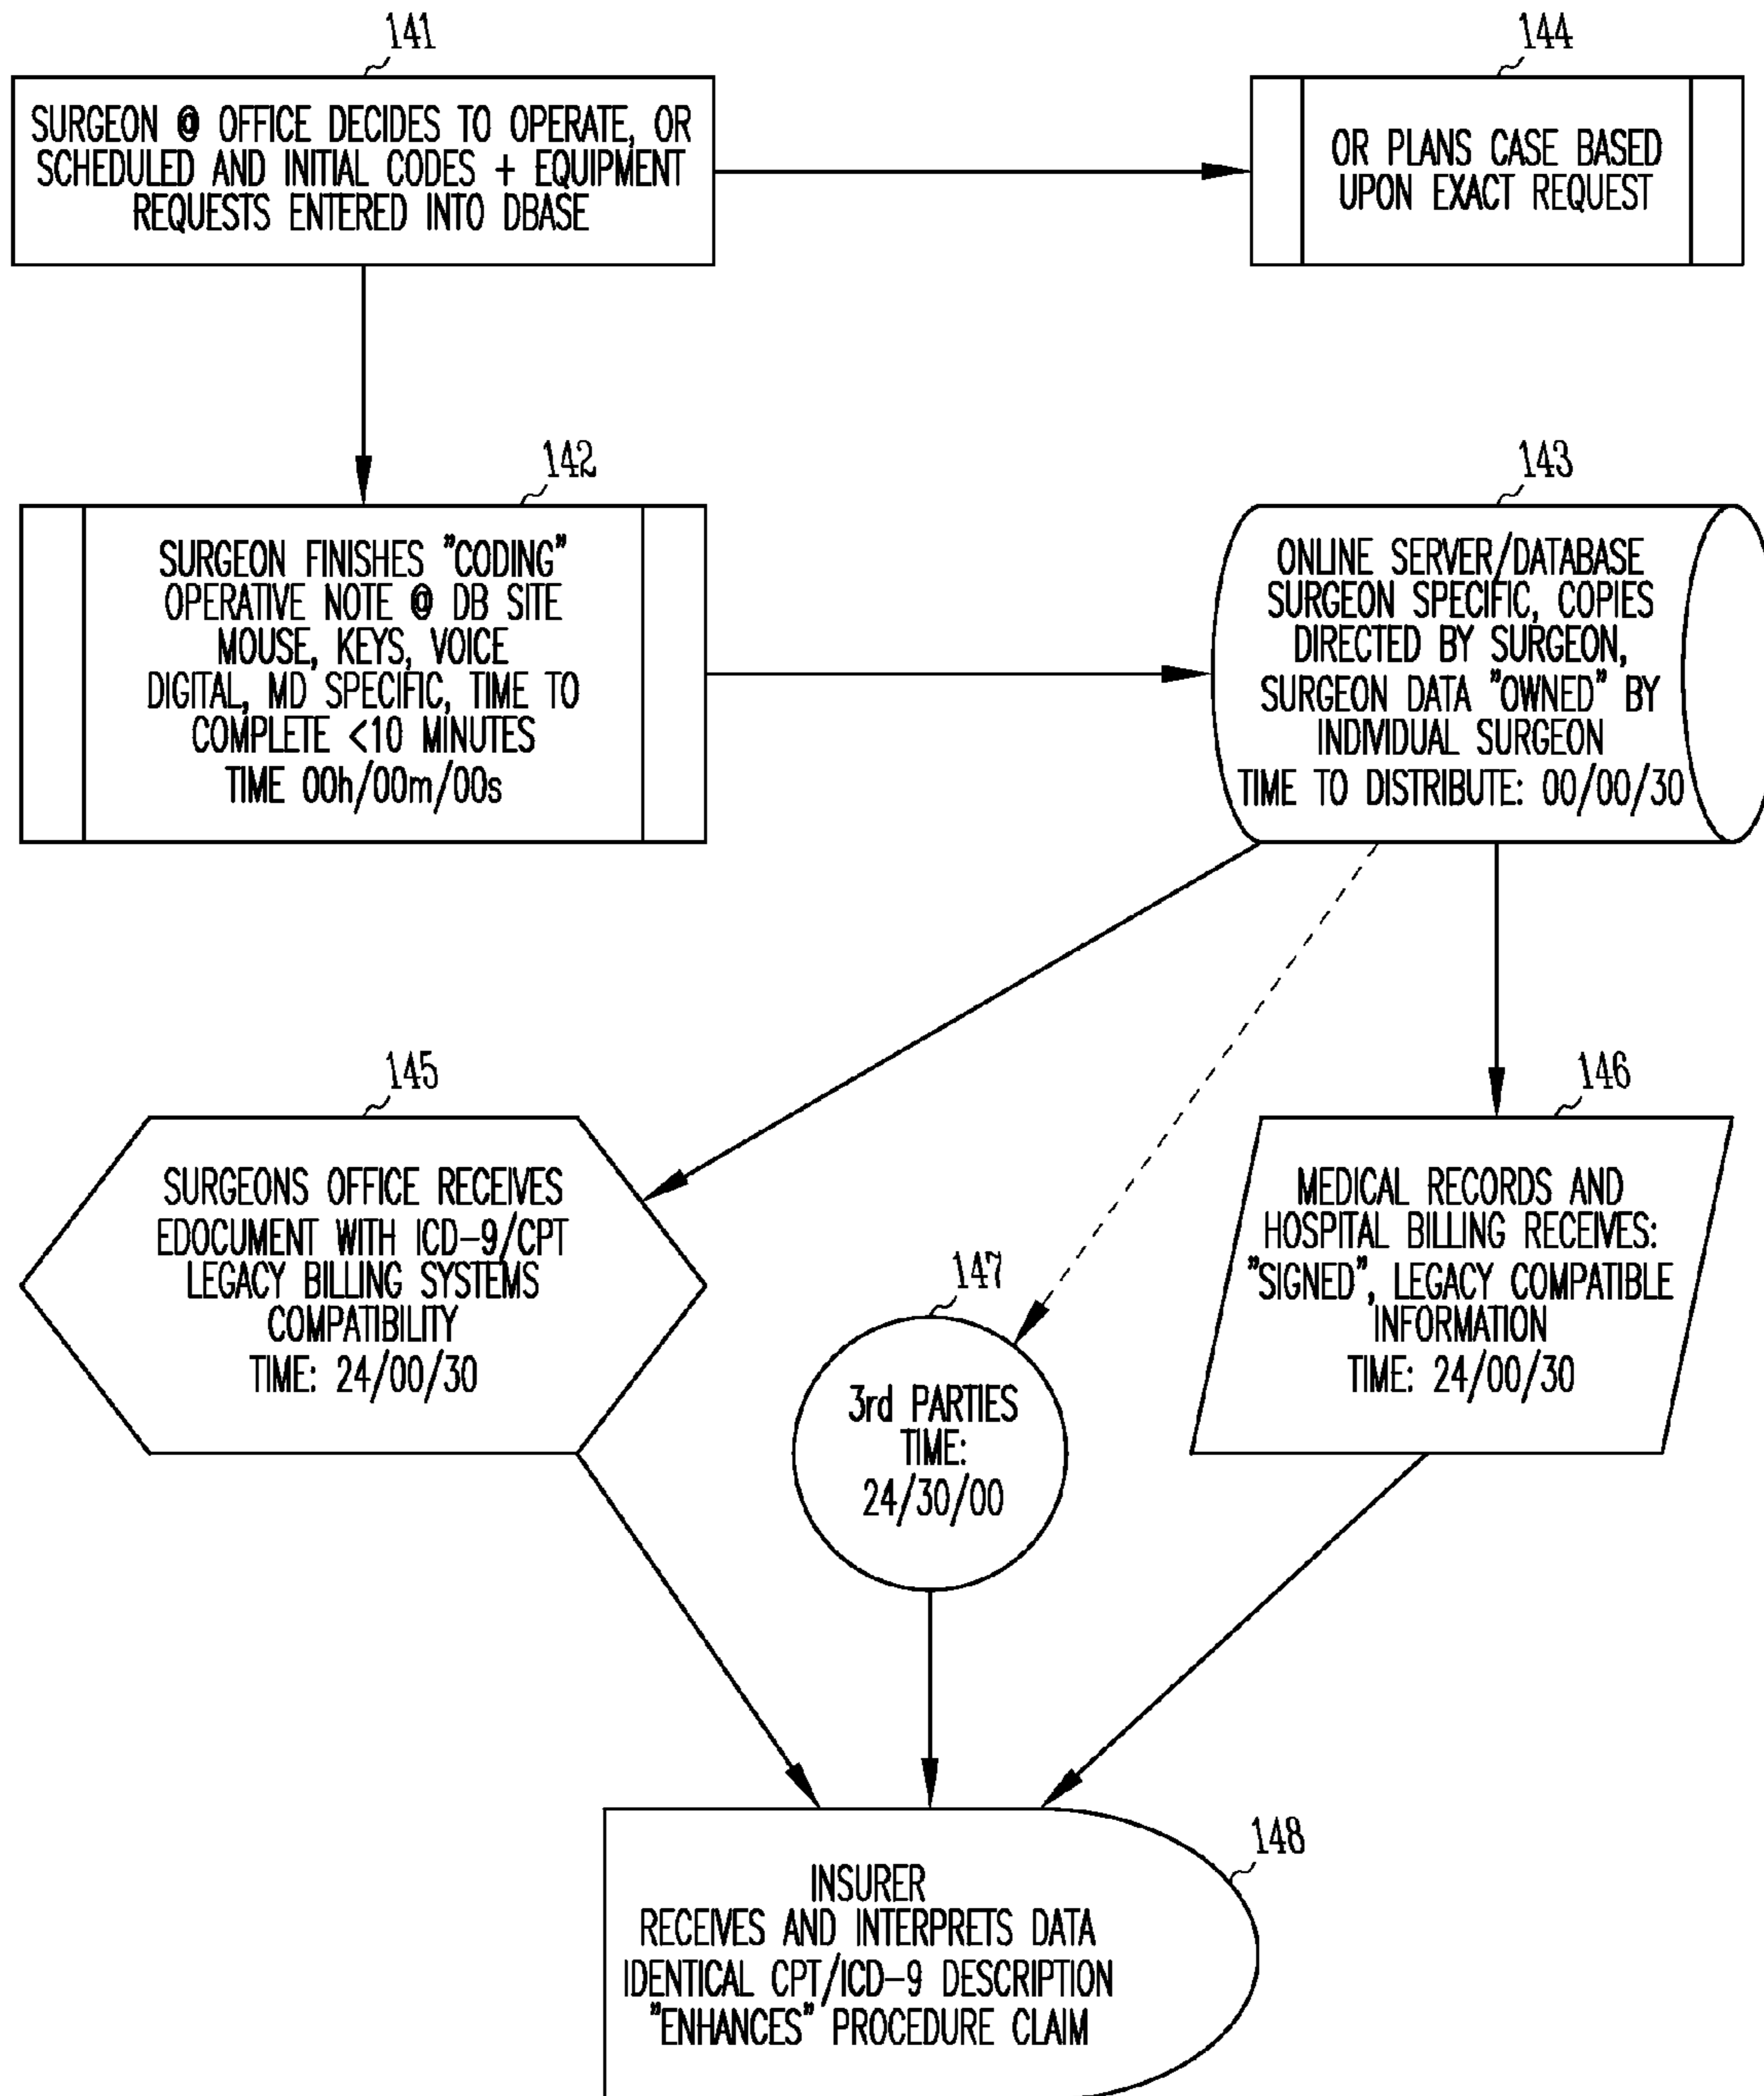 141
SURGEON @ OFFICE DECIDES TO OPERATE, OR
SCHEDULED AND INITIAL CODES + EQUIPMENT
REQUESTS ENTERED INTO DBASE
144
OR PLANS CASE BASED
UPON EXACT REQUEST
142
SURGEON FINISHES "CODING"
OPERATIVE NOTE @ DB SITE
MOUSE, KEYS, VOICE
DIGITAL, MD SPECIFIC, TIME TO
COMPLETE <10 MINUTES
TIME 00h/00m/00s
143
ONLINE SERVER/DATABASE
SURGEON SPECIFIC, COPIES
DIRECTED BY SURGEON,
SURGEON DATA "OWNED" BY
INDIVIDUAL SURGEON
TIME TO DISTRIBUTE: 00/00/30
145
SURGEONS OFFICE RECEIVES
EDOCUMENT WITH ICD-9/CPT
LEGACY BILLING SYSTEMS
COMPATIBILITY
TIME: 24/00/30
147
3rd PARTIES
TIME:
24/30/00
146
MEDICAL RECORDS AND
HOSPITAL BILLING RECEIVES:
"SIGNED", LEGACY COMPATIBLE
INFORMATION
TIME: 24/00/30
148
INSURER
RECEIVES AND INTERPRETS DATA
IDENTICAL CPT/ICD-9 DESCRIPTION
"ENHANCES" PROCEDURE CLAIM